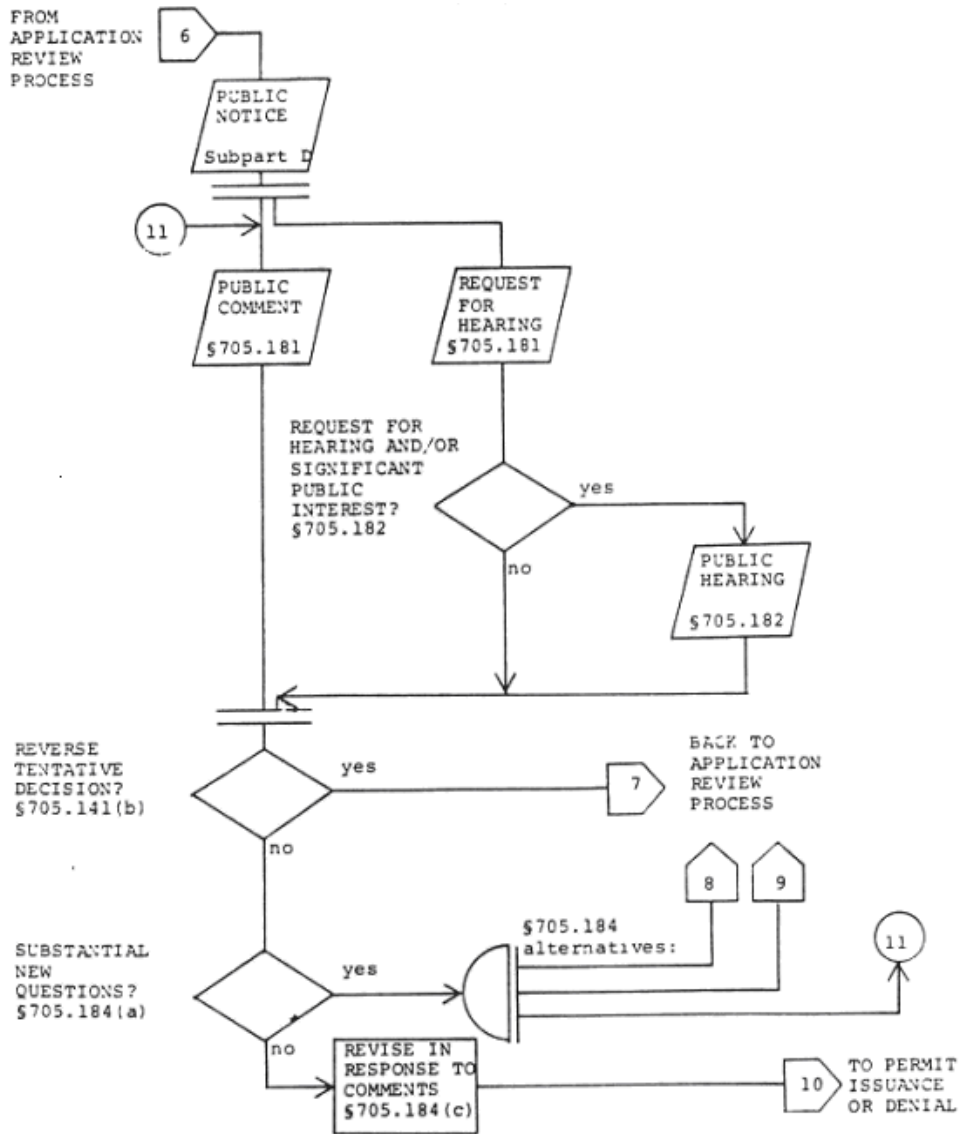 FROM
APPLICATION
REVIEW
PROCESS
6
PUBLIC
NOTICE
Subpart D
11
PUBLIC
COMMENT
§705.181
REQUEST
FOR
HEARING
§705.181
REQUEST FOR
HEARING AND/OR
SIGNIFICANT
PUBLIC
INTEREST?
§705.182
yes
no
PUBLIC
HEARING
§705.182
REVERSE
TENTATIVE
DECISION?
§705.141(b)
yes
no
7
BACK TO
APPLICATION
REVIEW
PROCESS
8
9
§705.184
alternatives:
11
SUBSTANTIAL
NEW
QUESTIONS?
§705.184(a)
yes
no
REVISE IN
RESPONSE TO
COMMENTS
§705.184(c)
10
TO PERMIT
ISSUANCE
OR DENIAL